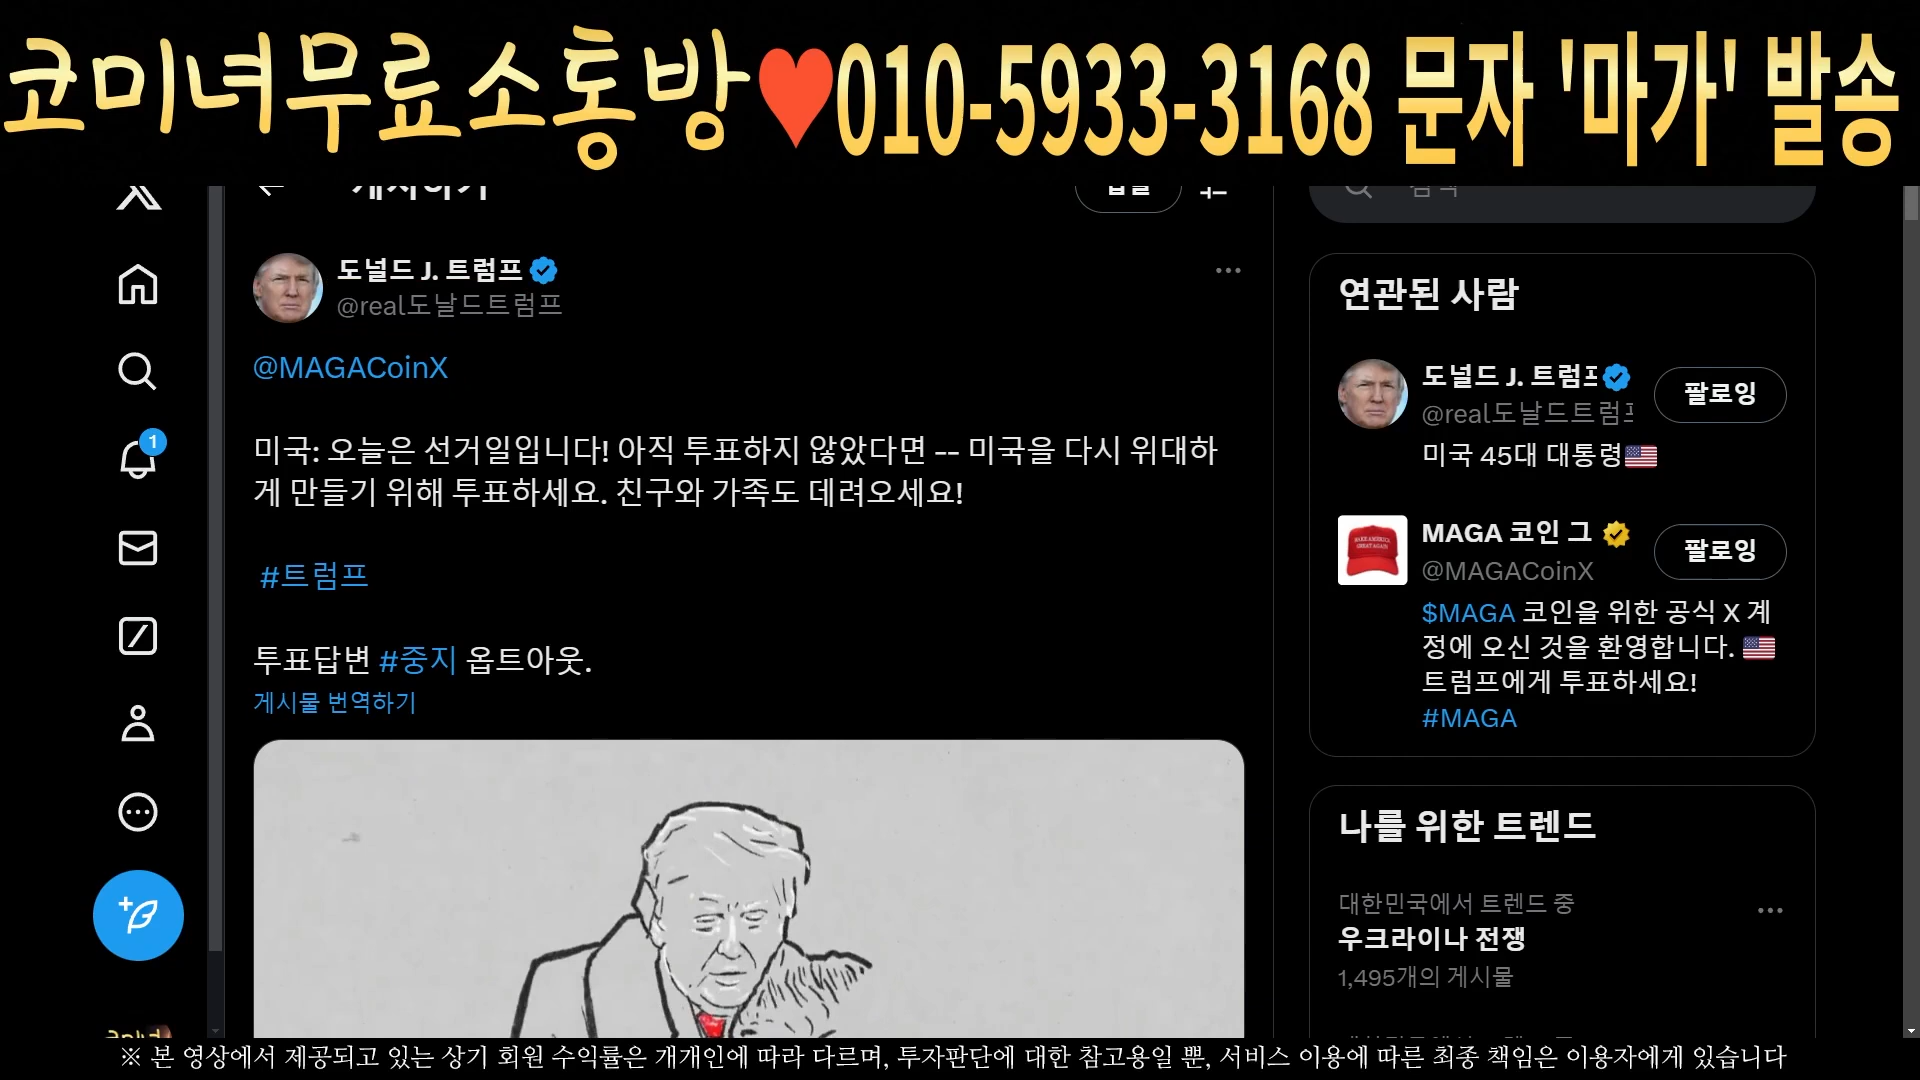 코미녀무료소통방♥010-5933-3168 문자 '마가' 발송
게시하기
답글
검색
도널드 J. 트럼프
@real도날드트럼프
@MAGACoinX
미국: 오늘은 선거일입니다! 아직 투표하지 않았다면 -- 미국을 다시 위대하
게 만들기 위해 투표하세요. 친구와 가족도 데려오세요!
#트럼프
투표답변 #중지 옵트아웃.
게시물 번역하기
1
연관된 사람
도널드 J. 트럼프
@real도날드트럼프
팔로잉
미국 45대 대통령🇺🇸
MAGA 코인 그
@MAGACoinX
팔로잉
$MAGA 코인을 위한 공식 X 계
정에 오신 것을 환영합니다. 🇺🇸
트럼프에게 투표하세요!
#MAGA
나를 위한 트렌드
대한민국에서 트렌드 중
우크라이나 전쟁
1,495개의 게시물
※ 본 영상에서 제공되고 있는 상기 회원 수익률은 개개인에 따라 다르며, 투자판단에 대한 참고용일 뿐, 서비스 이용에 따른 최종 책임은 이용자에게 있습니다